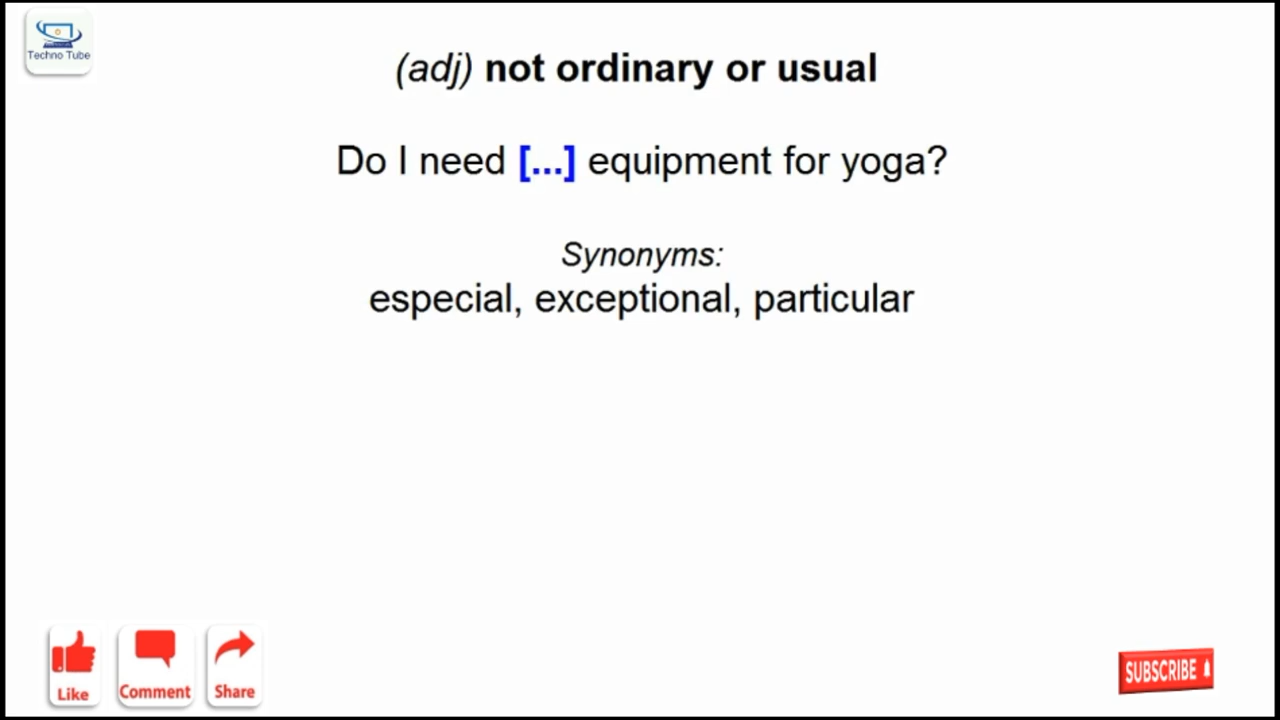 Techno Tube
(adj) not ordinary or usual
Do I need [...] equipment for yoga?
Synonyms:
especial, exceptional, particular
Like
Comment
Share
SUBSCRIBE